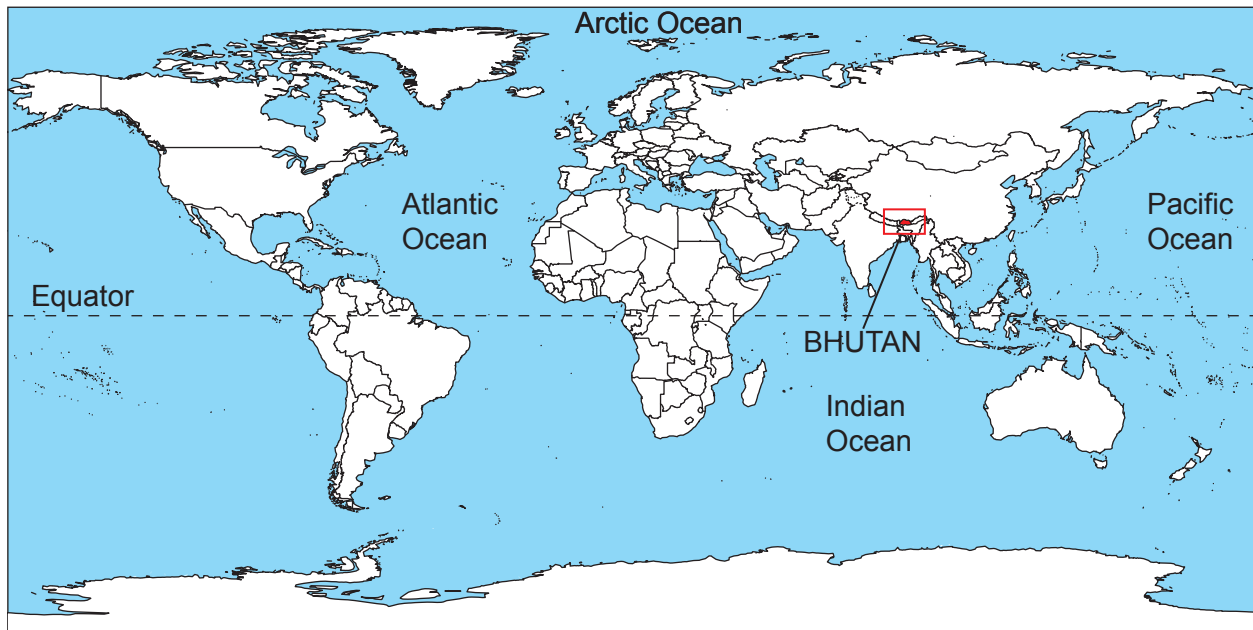 Arctic Ocean
Atlantic
Ocean
Pacific
Ocean
Equator
BHUTAN
Indian
Ocean